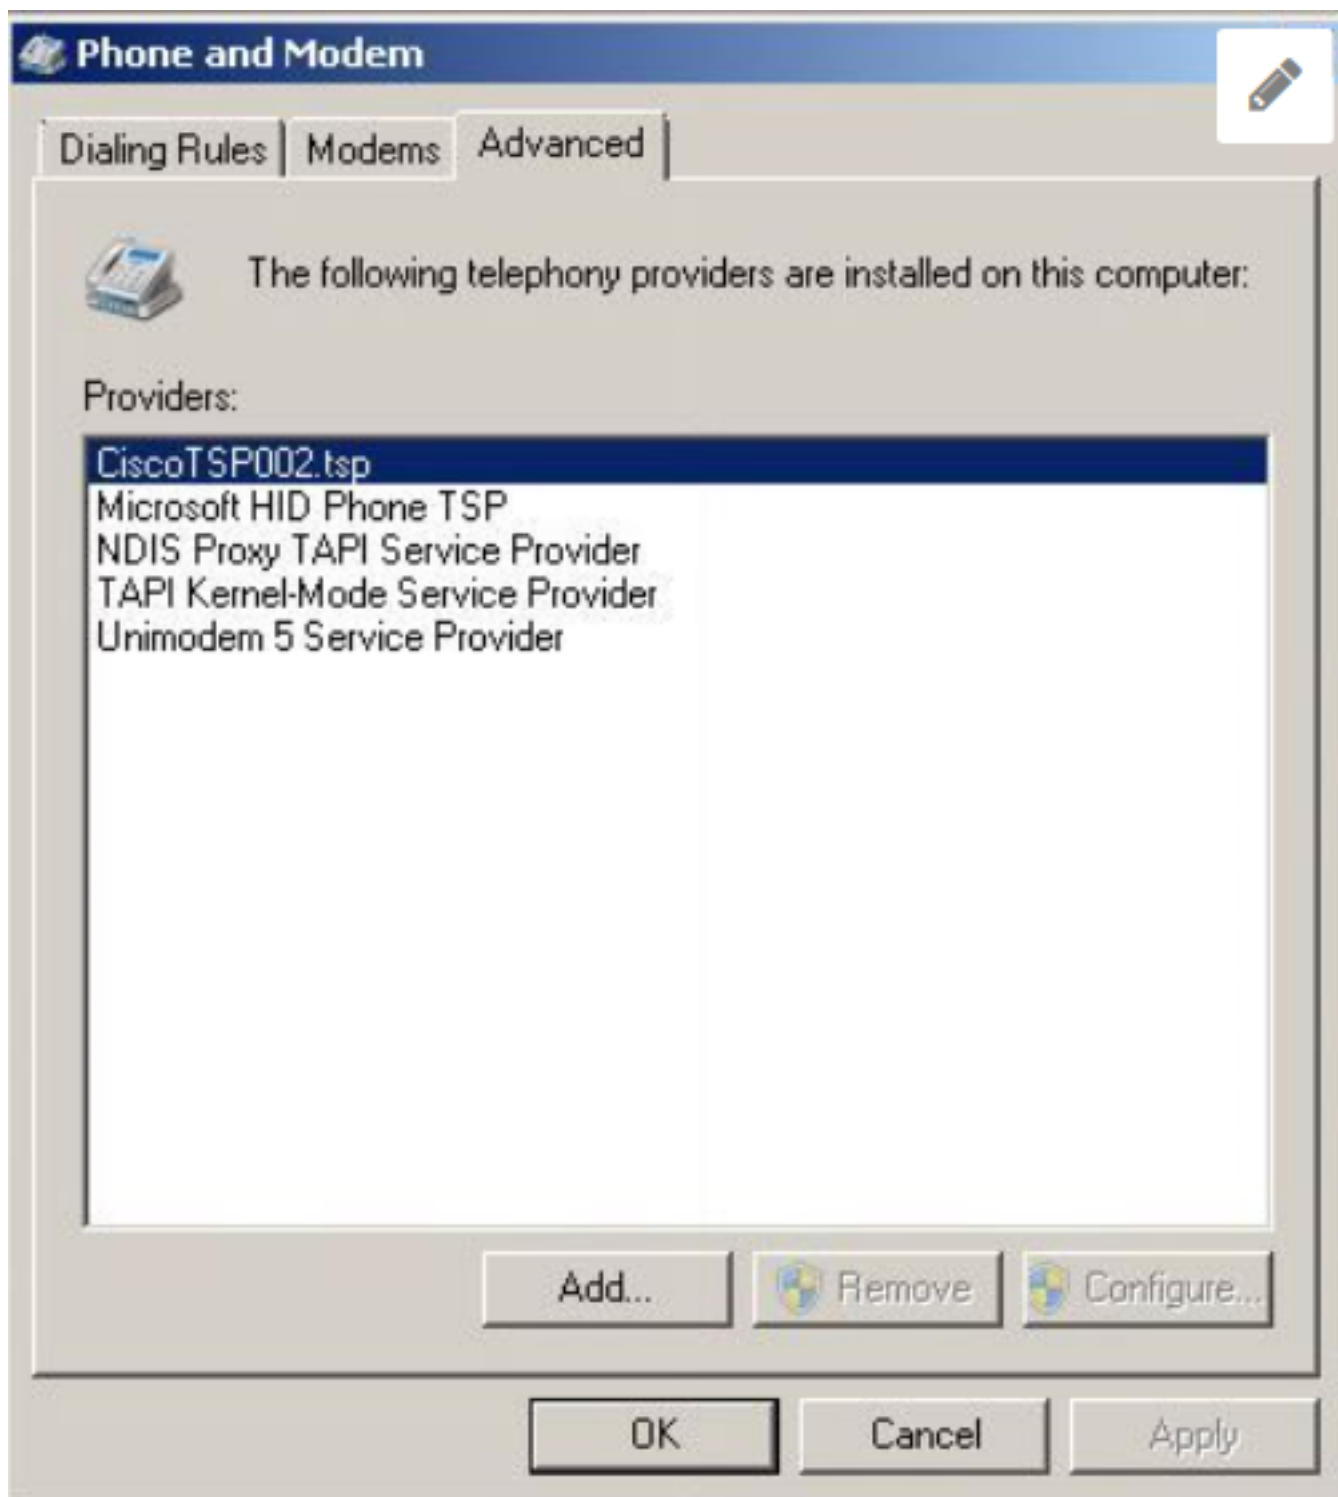 Phone and Modem
Dialing Rules Modems Advanced
The following telephony providers are installed on this computer:
Providers:
CiscoTSP002.tsp
Microsoft HID Phone TSP
NDIS Proxy TAPI Service Provider
TAPI Kernel-Mode Service Provider
Unimodem 5 Service Provider
Add... Remove Configure...
OK Cancel Apply